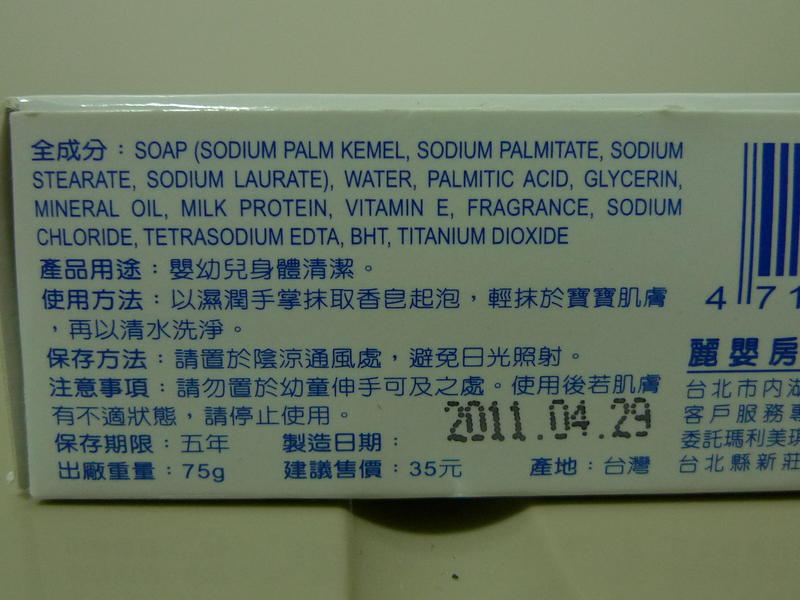 全成分：SOAP (SODIUM PALM KEMEL, SODIUM PALMITATE, SODIUM
STEARATE, SODIUM LAURATE), WATER, PALMITIC ACID, GLYCERIN,
MINERAL OIL, MILK PROTEIN, VITAMIN E, FRAGRANCE, SODIUM
CHLORIDE, TETRASODIUM EDTA, BHT, TITANIUM DIOXIDE
產品用途：嬰幼兒身體清潔。
使用方法：以濕潤手掌抹取香皂起泡，輕抹於寶寶肌膚
，再以清水洗淨。
保存方法：請置於陰涼通風處，避免日光照射。
注意事項：請勿置於幼童伸手可及之處。使用後若肌膚
有不適狀態，請停止使用。
保存期限：五年 製造日期： 2011.04.29
出廠重量：75g 建議售價：35元 產地：台灣
4 71
麗嬰房
台北市內湖
客戶服務專
委託瑪利美琪
台北縣新莊